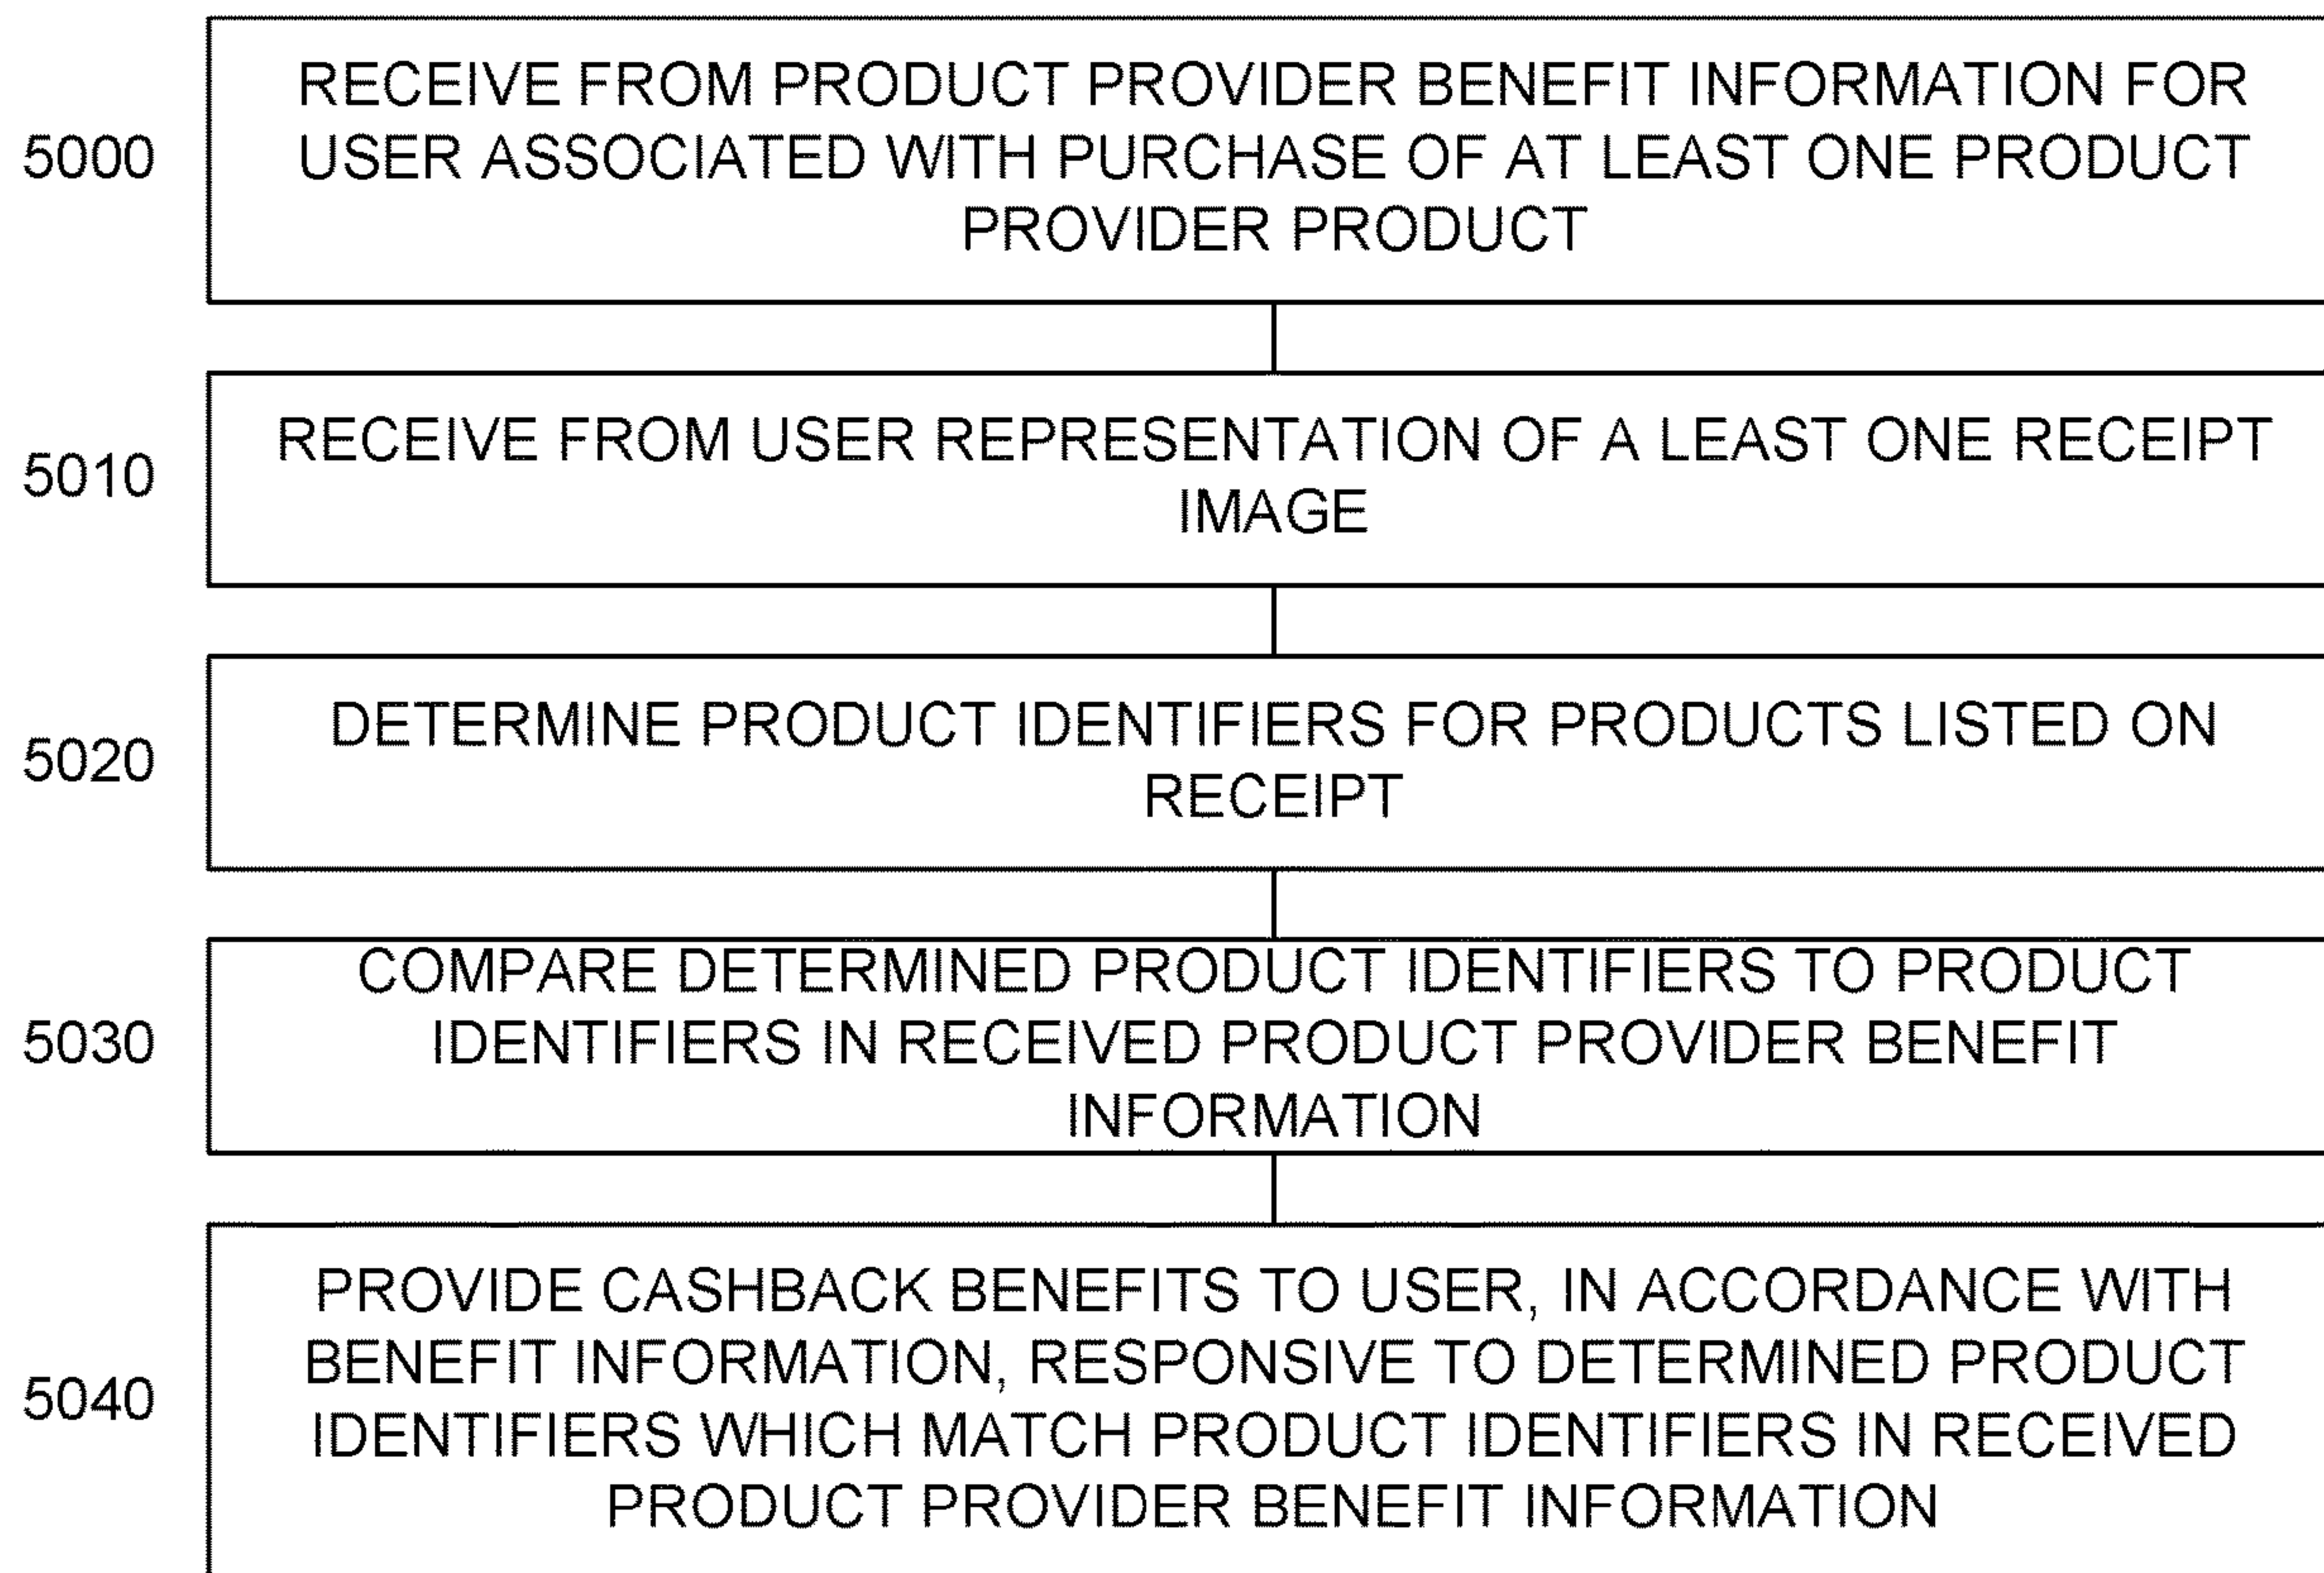 5000
RECEIVE FROM PRODUCT PROVIDER BENEFIT INFORMATION FOR
USER ASSOCIATED WITH PURCHASE OF AT LEAST ONE PRODUCT
PROVIDER PRODUCT
5010
RECEIVE FROM USER REPRESENTATION OF A LEAST ONE RECEIPT
IMAGE
5020
DETERMINE PRODUCT IDENTIFIERS FOR PRODUCTS LISTED ON
RECEIPT
5030
COMPARE DETERMINED PRODUCT IDENTIFIERS TO PRODUCT
IDENTIFIERS IN RECEIVED PRODUCT PROVIDER BENEFIT
INFORMATION
5040
PROVIDE CASHBACK BENEFITS TO USER, IN ACCORDANCE WITH
BENEFIT INFORMATION, RESPONSIVE TO DETERMINED PRODUCT
IDENTIFIERS WHICH MATCH PRODUCT IDENTIFIERS IN RECEIVED
PRODUCT PROVIDER BENEFIT INFORMATION